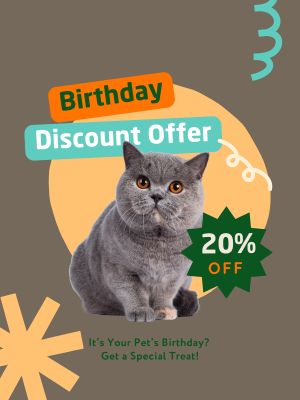 Birthday
Discount Offer
20%
OFF
It's Your Pet's Birthday?
Get a Special Treat!